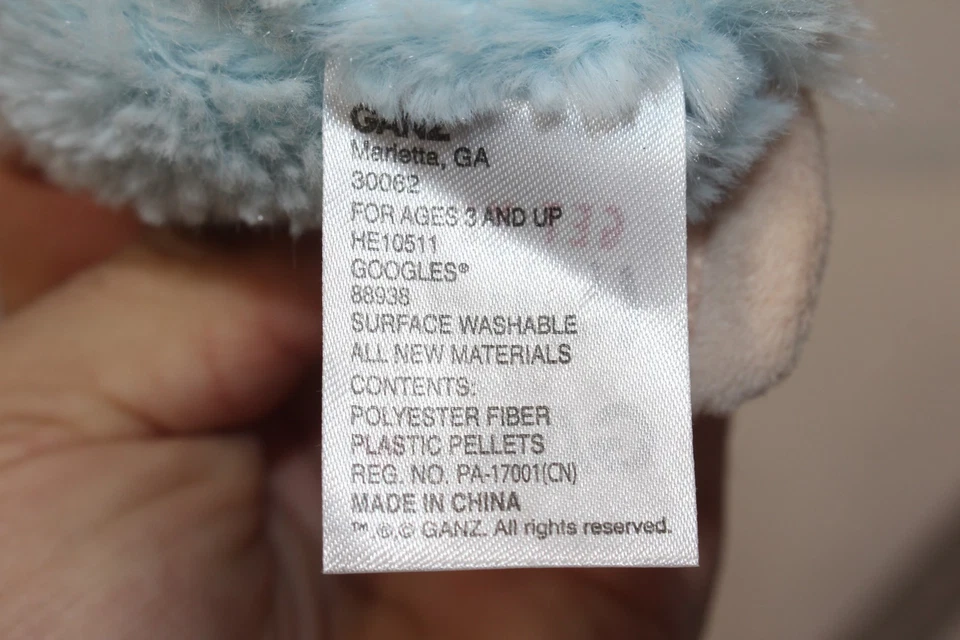 GANZ
Marietta, GA
30062
FOR AGES 3 AND UP
HE10511
GOOGLES®
88938
SURFACE WASHABLE
ALL NEW MATERIALS
CONTENTS:
POLYESTER FIBER
PLASTIC PELLETS
REG. NO. PA-17001(CN)
MADE IN CHINA
™,®,© GANZ. All rights reserved.